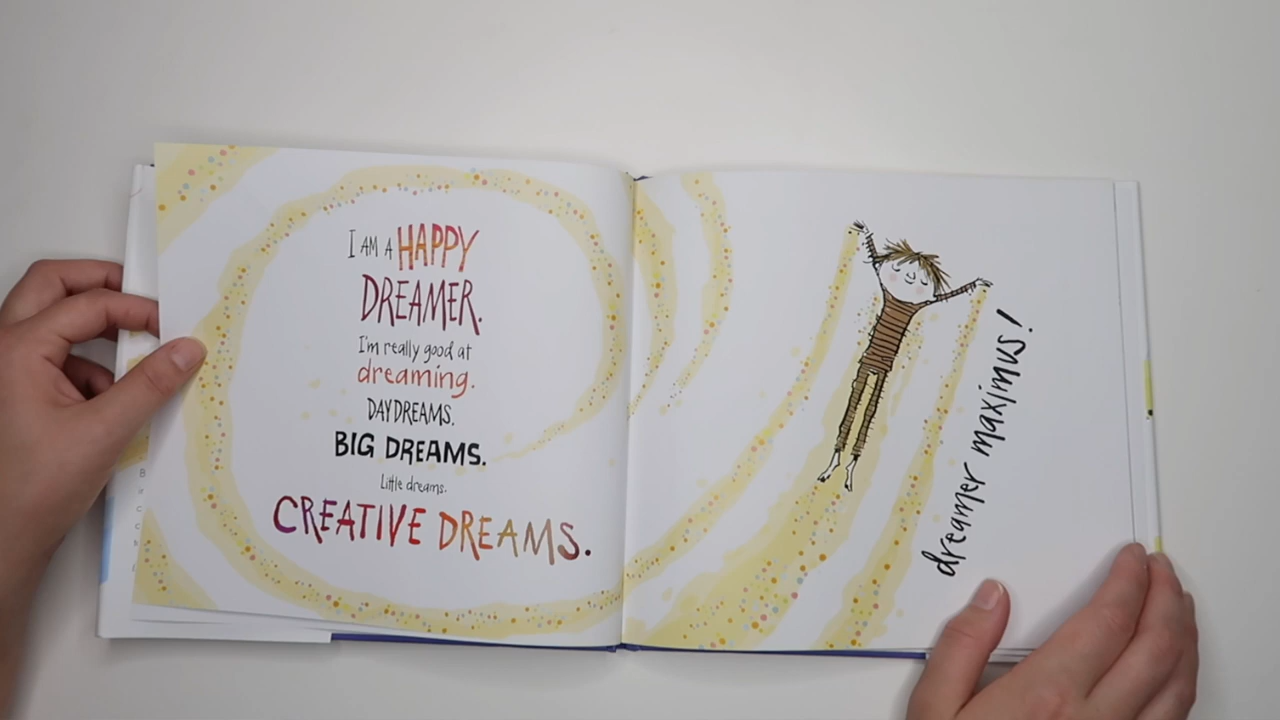 I AM A HAPPY
DREAMER.
I'm really good at
dreaming.
DAYDREAMS.
BIG DREAMS.
Little dreams.
CREATIVE DREAMS.
dreamer maximus!